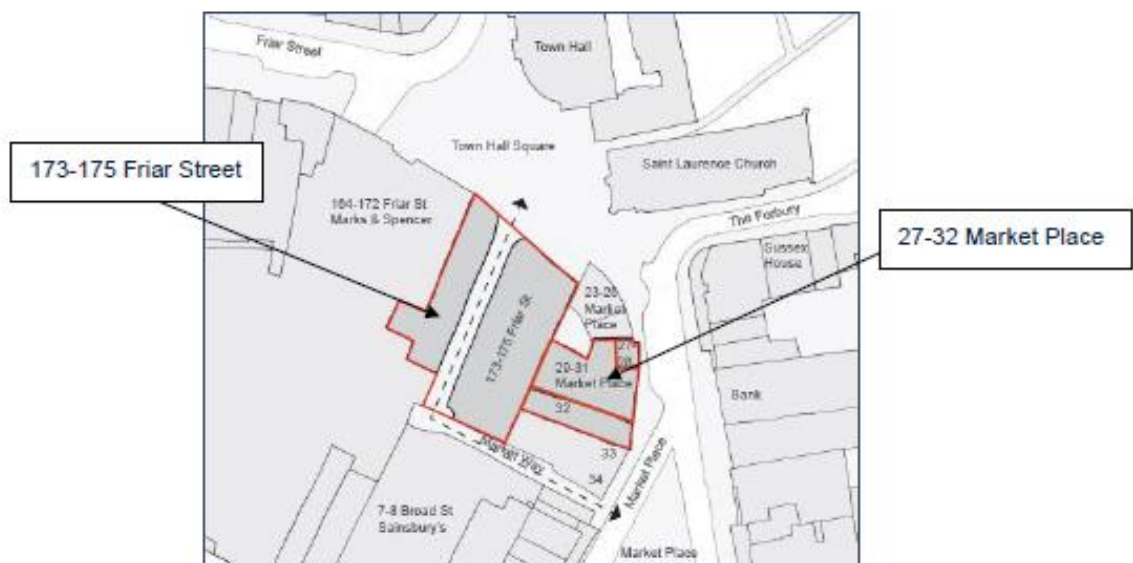 Friar Street
Town Hall
Town Hall Square
173-175 Friar Street
Saint Laurence Church
164-172 Friar St
Marks & Spencer
The Forbury
27-32 Market Place
Sussex
House
23-26
Market
Place
173-175 Friar St
27-
28
29-31
Market Place
Bank
32
33
34
Market Way
Market Place
7-8 Broad St
Sainsbury's
Market Place